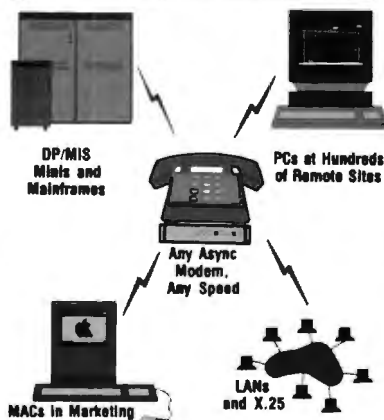 DP/MIS
Minis and
Mainframes
PCs at Hundreds
of Remote Sites
Any Async
Modem,
Any Speed
MACs in Marketing
LANs
and X.25